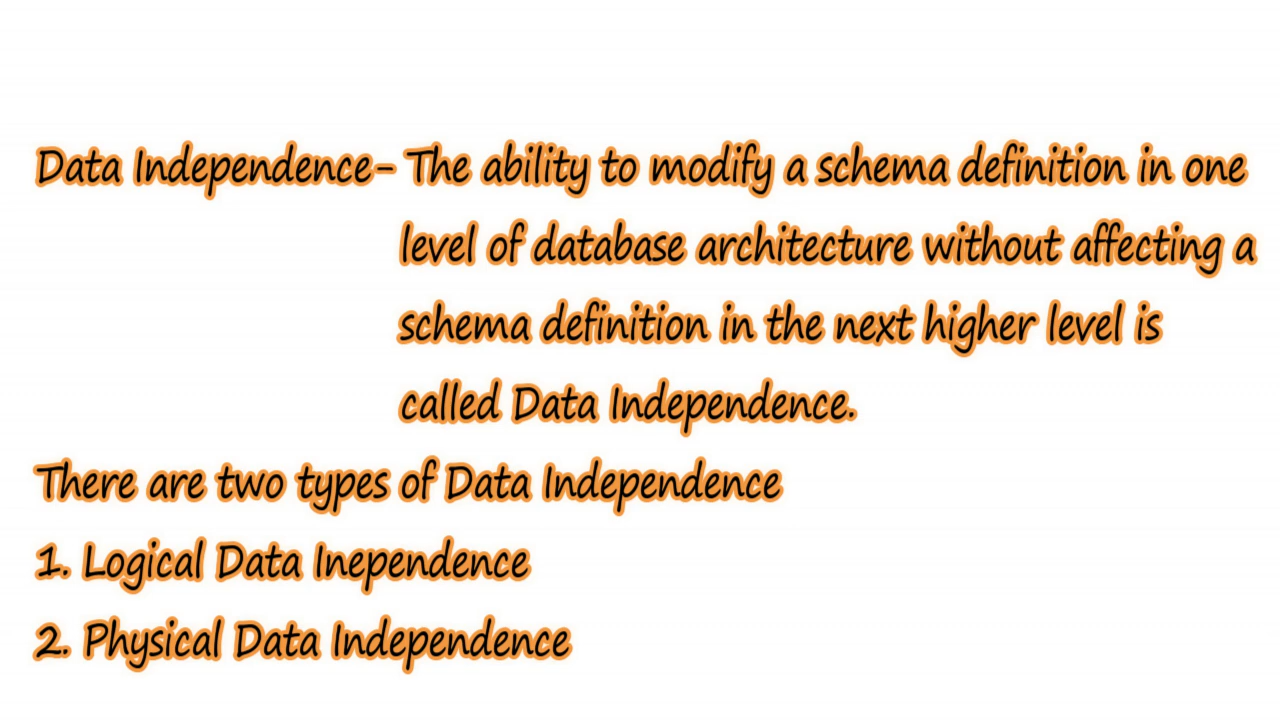 Data Independence- The ability to modify a schema definition in one
level of database architecture without affecting a
schema definition in the next higher level is
called Data Independence.
There are two types of Data Independence
1. Logical Data Inependence
2. Physical Data Independence